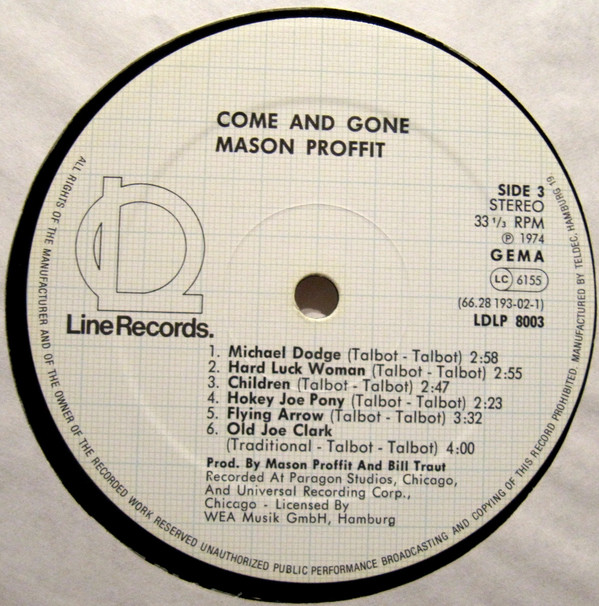 COME AND GONE
MASON PROFFIT
SIDE 3
STEREO
33 1/3 RPM
Ⓟ 1974
GEMA
LC 6155
(66.28 193-02-1)
LDLP 8003
Line Records.
1. Michael Dodge (Talbot - Talbot) 2:58
2. Hard Luck Woman (Talbot - Talbot) 2:55
3. Children (Talbot - Talbot) 2:47
4. Hokey Joe Pony (Talbot - Talbot) 2:23
5. Flying Arrow (Talbot - Talbot) 3:32
6. Old Joe Clark
(Traditional - Talbot - Talbot) 4:00
Prod. By Mason Proffit And Bill Traut
Recorded At Paragon Studios, Chicago,
And Universal Recording Corp.,
Chicago - Licensed By
WEA Musik GmbH, Hamburg
ALL RIGHTS OF THE MANUFACTURER AND OF THE OWNER OF THE RECORDED WORK RESERVED UNAUTHORIZED PUBLIC PERFORMANCE BROADCASTING AND COPYING OF THIS RECORD PROHIBITED. MANUFACTURED BY TELDEC, HAMBURG 19